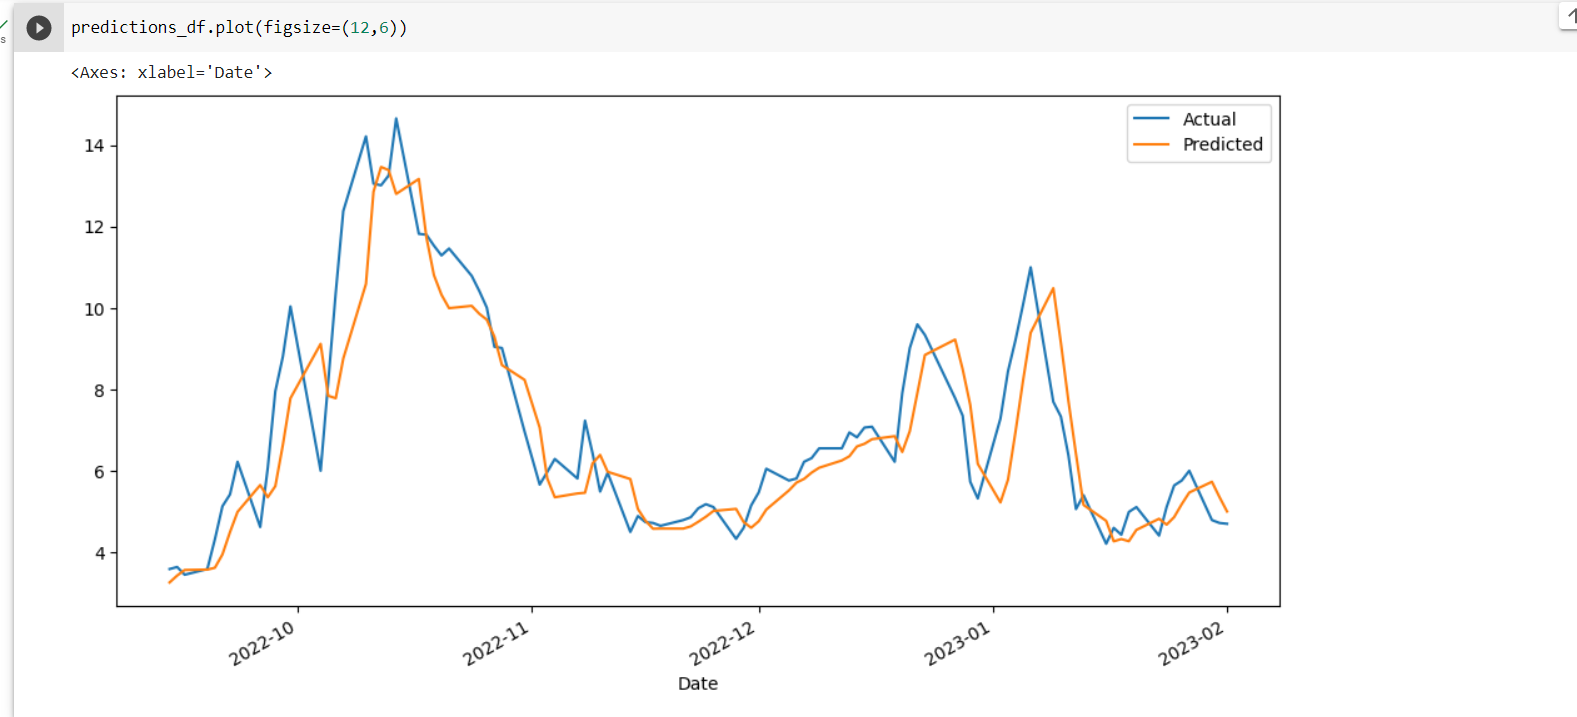 predictions_df.plot(figsize=(12,6))
s
<Axes: xlabel='Date'>
Actual
Predicted
14
12
10
8
6
4
2022-10
2022-11
2022-12
2023-01
2023-02
Date